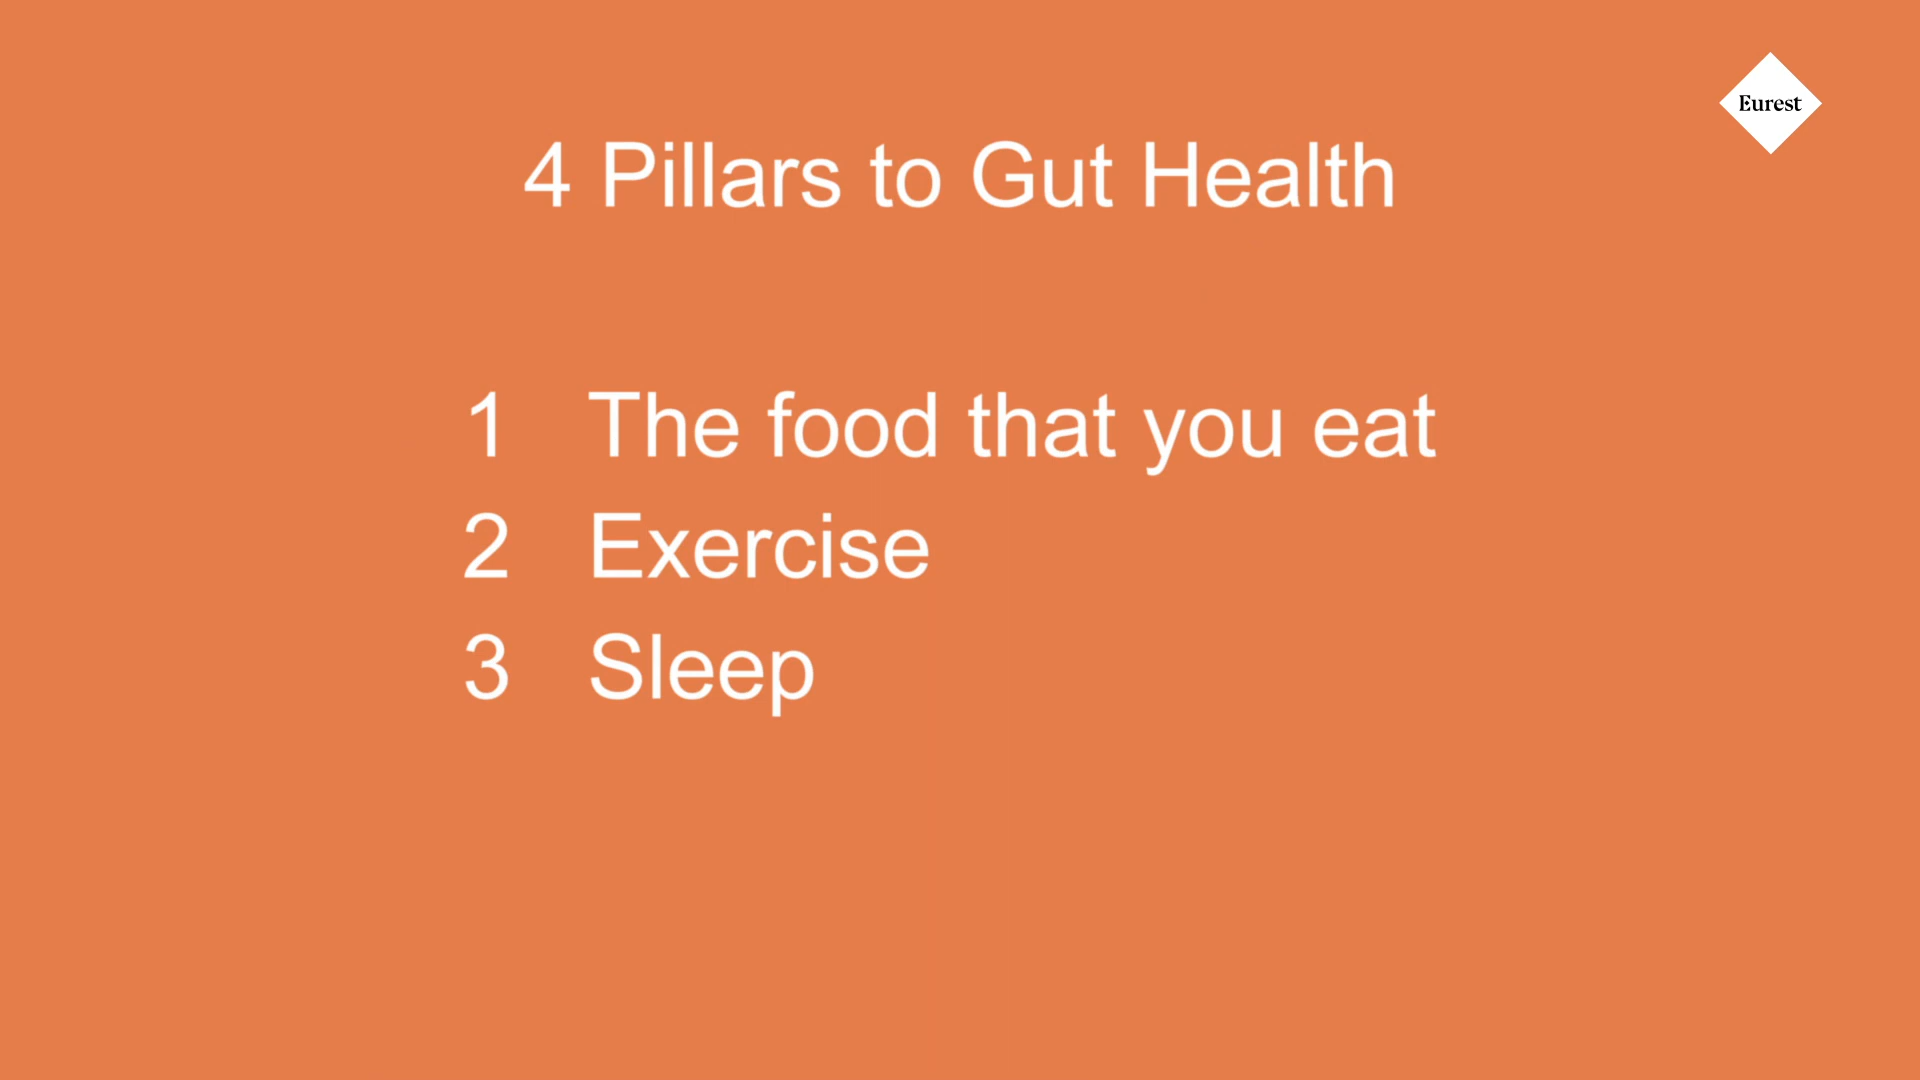 Eurest
4 Pillars to Gut Health
1 The food that you eat
2 Exercise
3 Sleep